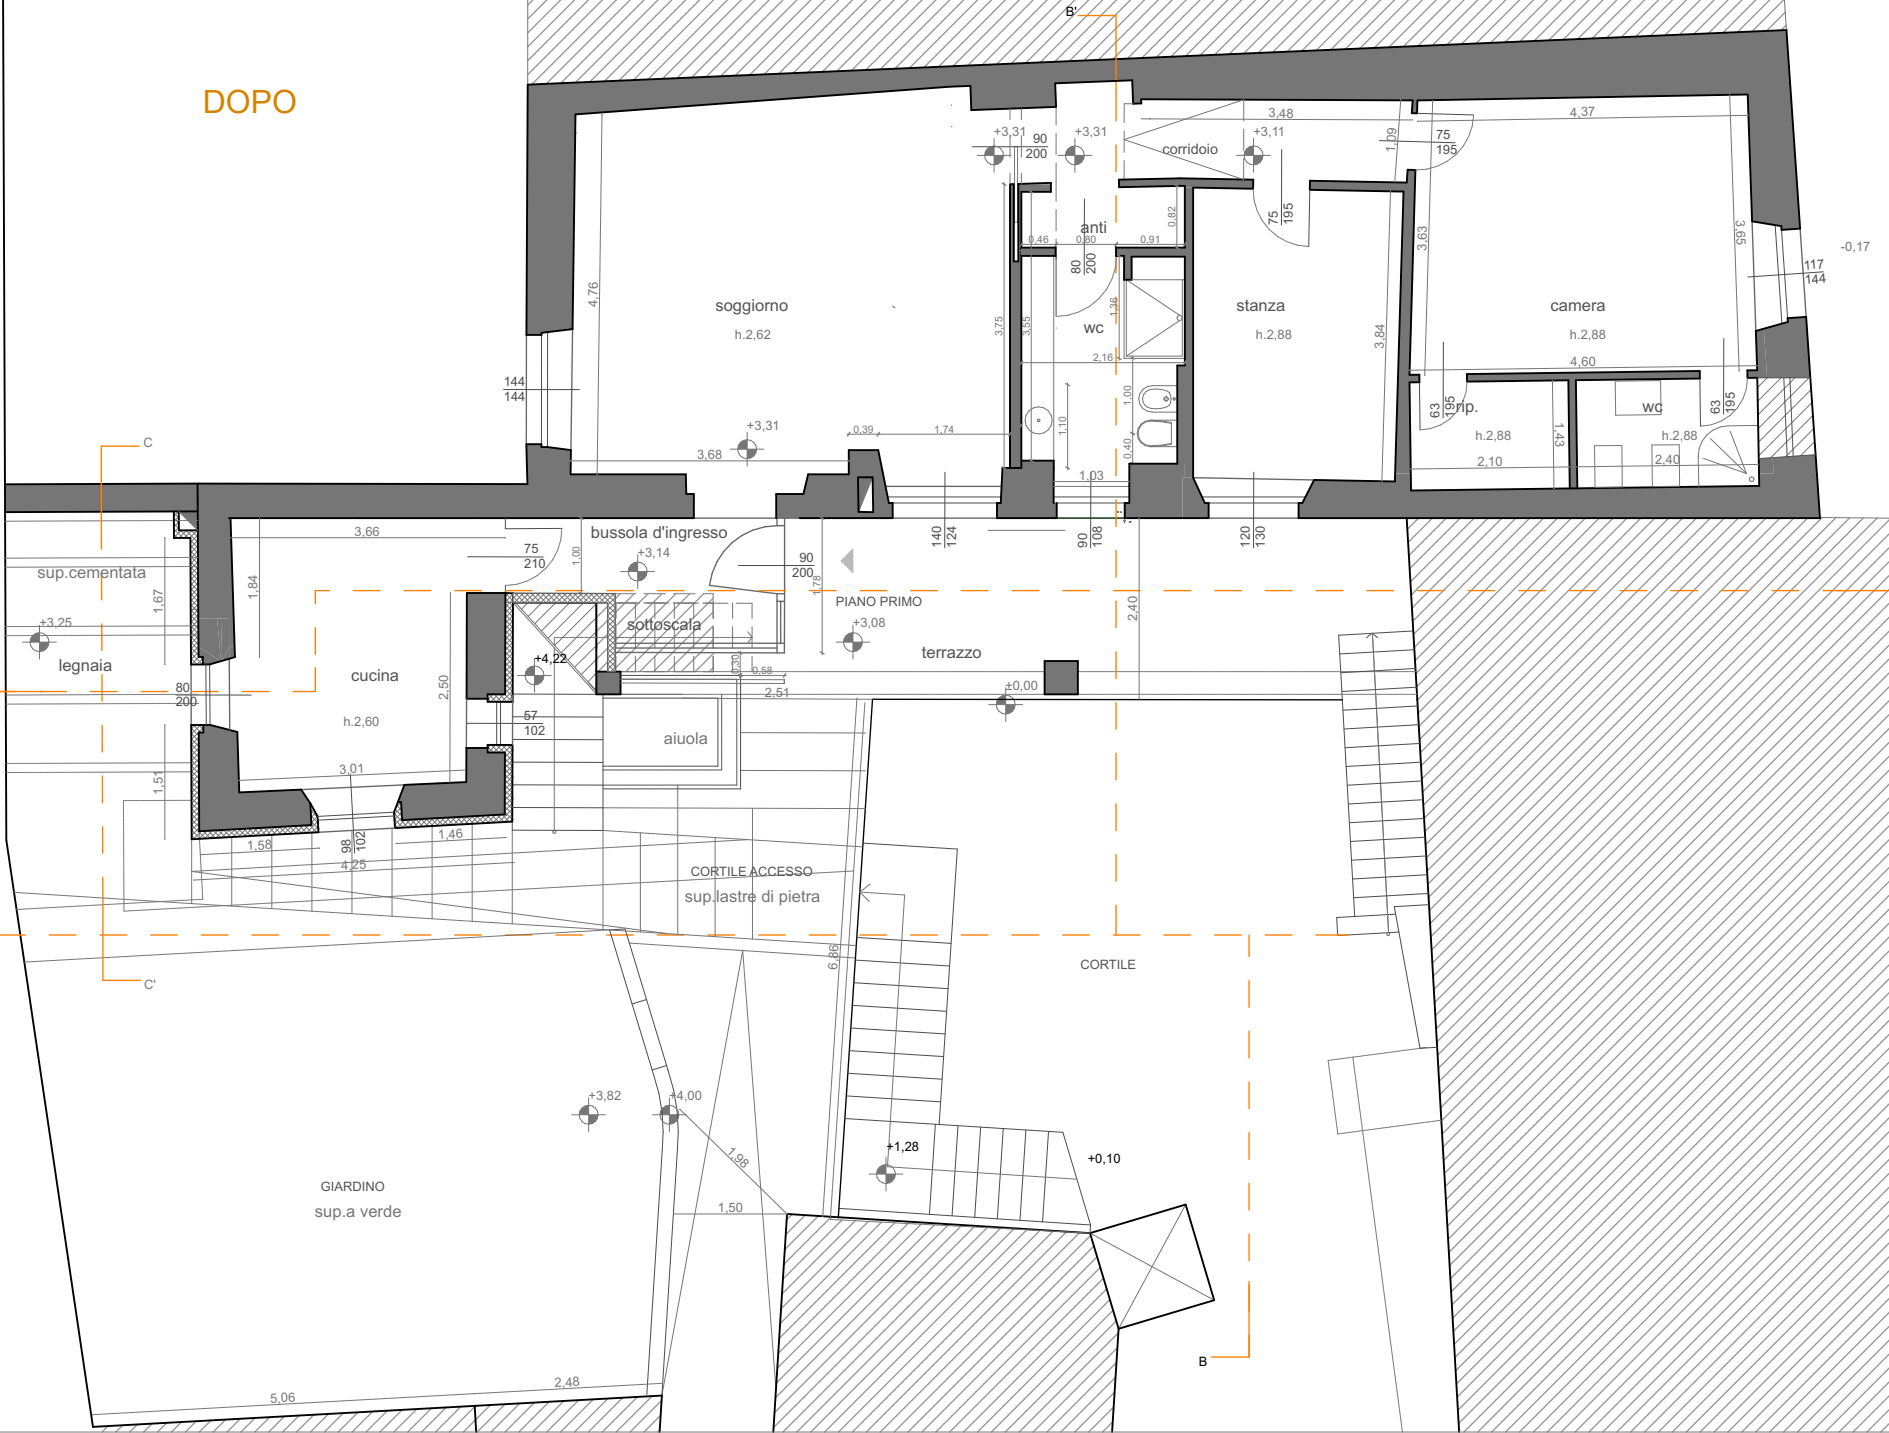 B'
DOPO
3,48
4,37
+3,31
90
200
+3,31
+3,11
corridoio
1,09
75
195
75
195
0,82
anti
0,46
0,80
0,91
80
200
3,63
3,65
-0,17
117
144
4,76
soggiorno
h.2,62
3,75
3,55
1,36
wc
2,16
stanza
h.2,88
3,84
camera
h.2,88
4,60
144
144
1,00
1,10
0,40
63
195
rip.
h.2,88
1,43
wc
h.2,88
63
195
C
+3,31
0,39
1,74
3,68
2,10
2,40
1,03
3,66
75
210
bussola d'ingresso
1,00
+3,14
90
200
1,78
140
124
90
108
120
130
sup.cementata
1,67
1,84
PIANO PRIMO
2,40
+3,25
sottoscala
+3,08
legnaia
+4,22
terrazzo
0,30
0,58
cucina
2,50
80
200
2,51
±0,00
h.2,60
57
102
aiuola
3,01
1,51
1,58
98
102
1,46
4,25
CORTILE ACCESSO
sup.lastre di pietra
6,86
CORTILE
C'
+3,82
+4,00
+1,28
+0,10
1,98
GIARDINO
sup.a verde
1,50
B
2,48
5,06